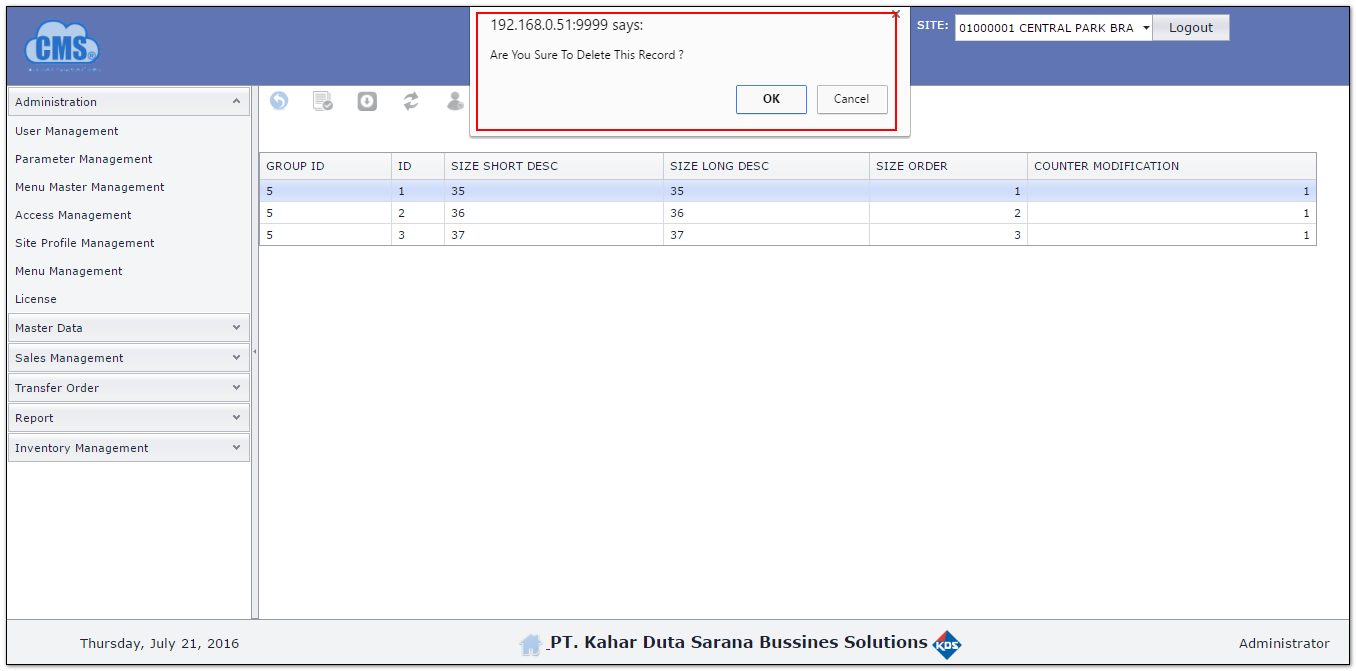 CMS®
192.168.0.51:9999 says:
Are You Sure To Delete This Record ?
OK Cancel
SITE: 01000001 CENTRAL PARK BRA Logout
Administration
User Management
Parameter Management
Menu Master Management
Access Management
Site Profile Management
Menu Management
License
Master Data
Sales Management
Transfer Order
Report
Inventory Management
GROUP ID ID SIZE SHORT DESC SIZE LONG DESC SIZE ORDER COUNTER MODIFICATION
5 1 35 35 1 1
5 2 36 36 2 1
5 3 37 37 3 1
Thursday, July 21, 2016 PT. Kahar Duta Sarana Bussines Solutions KDS Administrator